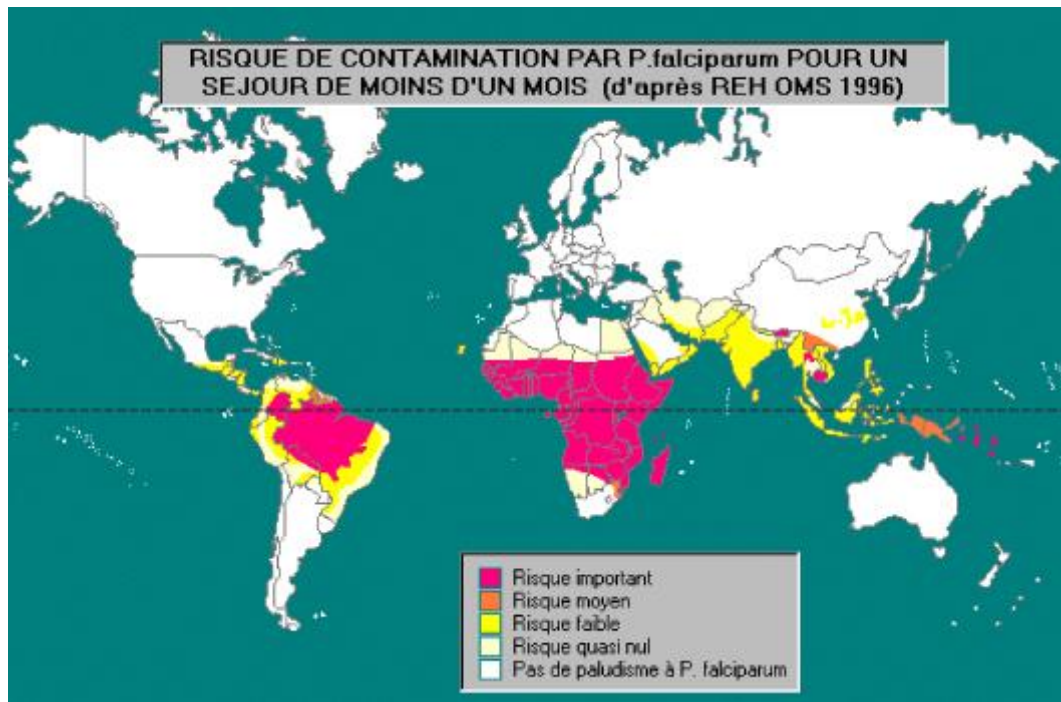 RISQUE DE CONTAMINATION PAR P.falciparum POUR UN
SEJOUR DE MOINS D'UN MOIS (d'après REH OMS 1996)
Risque important
Risque moyen
Risque faible
Risque quasi nul
Pas de paludisme à P. falciparum